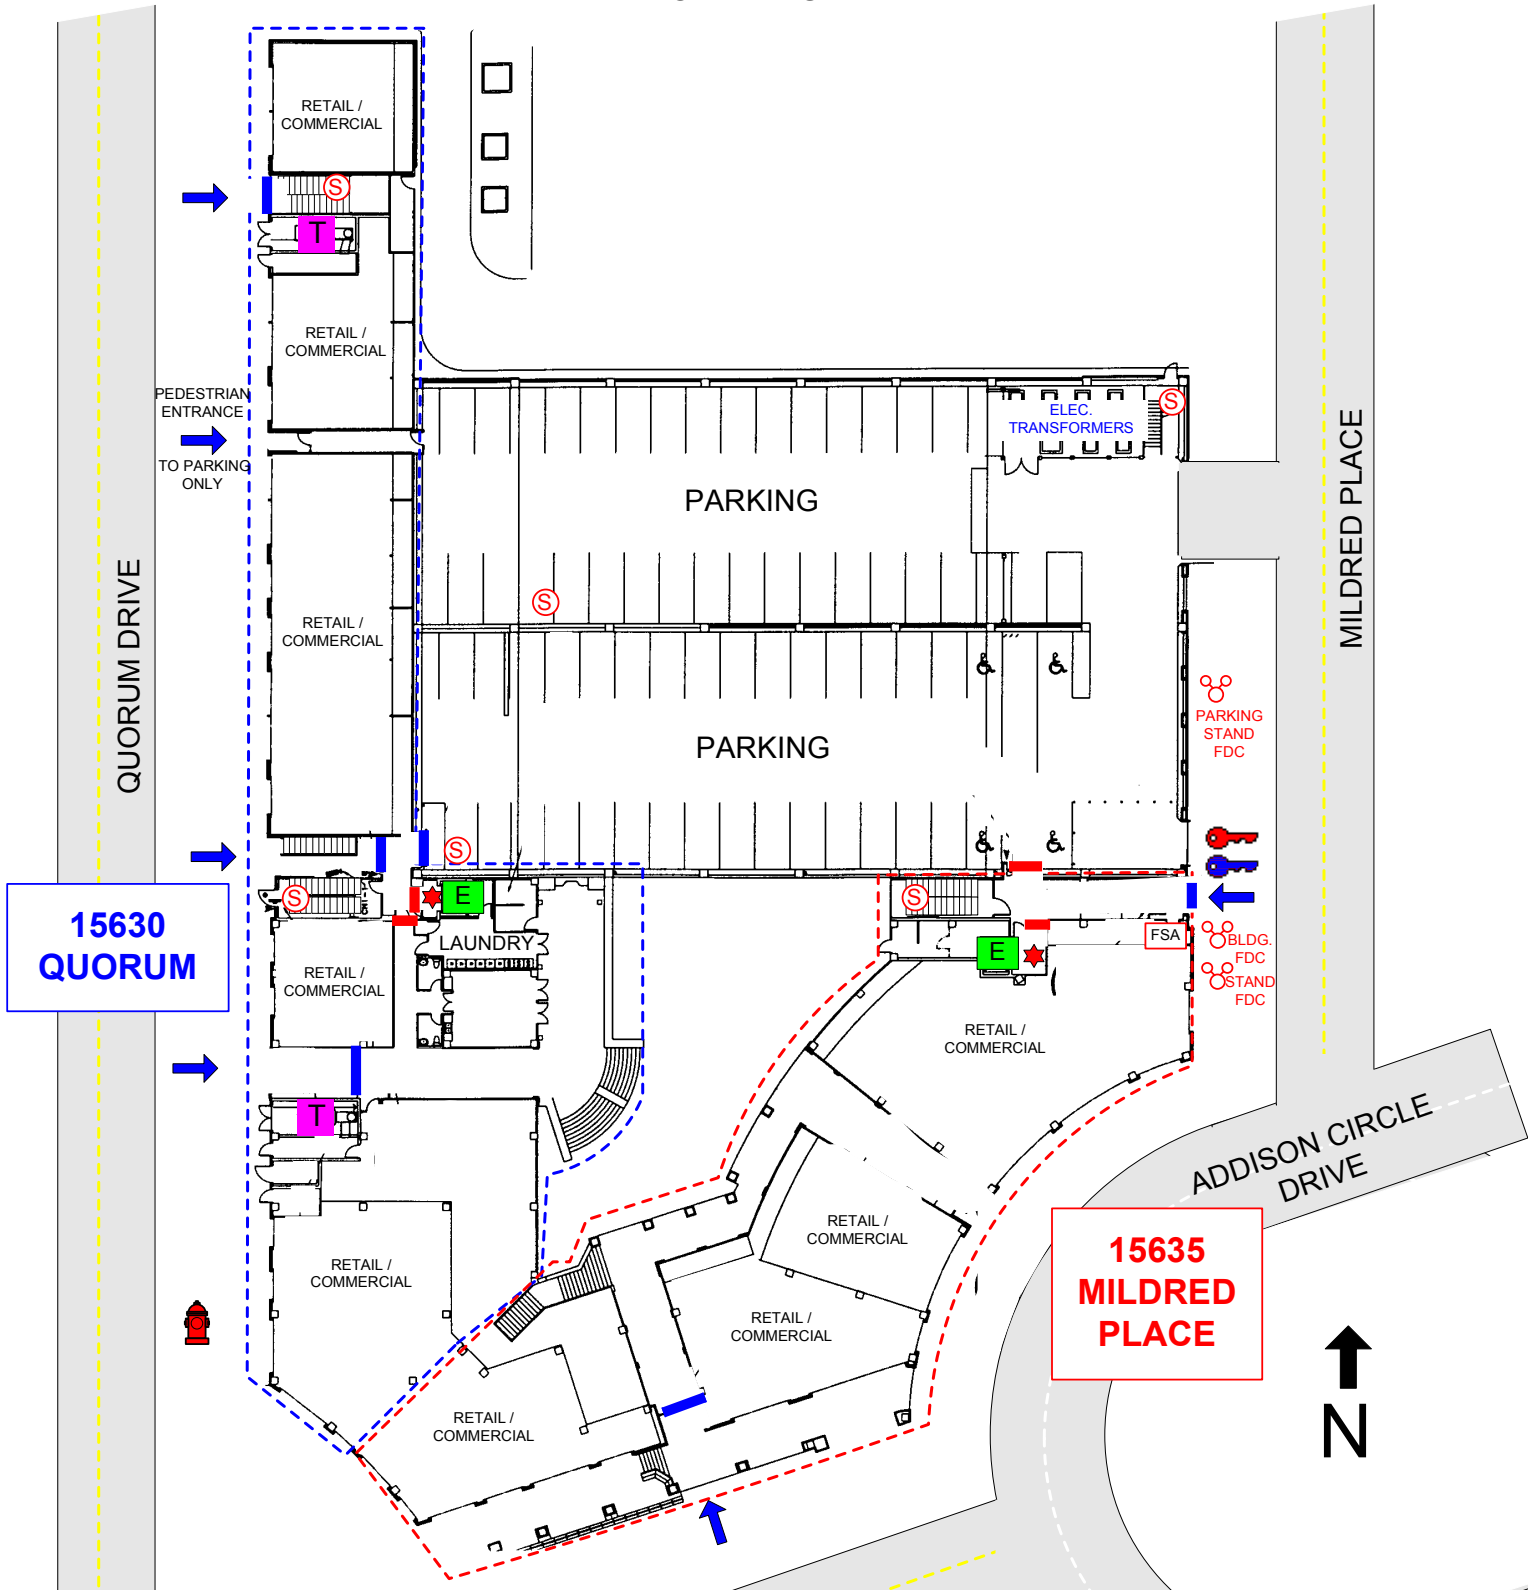 RETAIL /
COMMERCIAL
S
T
RETAIL /
COMMERCIAL
PEDESTRIAN
ENTRANCE
TO PARKING
ONLY
ELEC.
TRANSFORMERS
S
PARKING
MILDRED PLACE
QUORUM DRIVE
S
RETAIL /
COMMERCIAL
PARKING
PARKING
STAND
FDC
S
S
E
S
15630
QUORUM
LAUNDRY
E
FSA
BLDG.
FDC
STAND
FDC
RETAIL /
COMMERCIAL
RETAIL /
COMMERCIAL
T
ADDISON CIRCLE
DRIVE
RETAIL /
COMMERCIAL
RETAIL /
COMMERCIAL
15635
MILDRED
PLACE
RETAIL /
COMMERCIAL
RETAIL /
COMMERCIAL
N